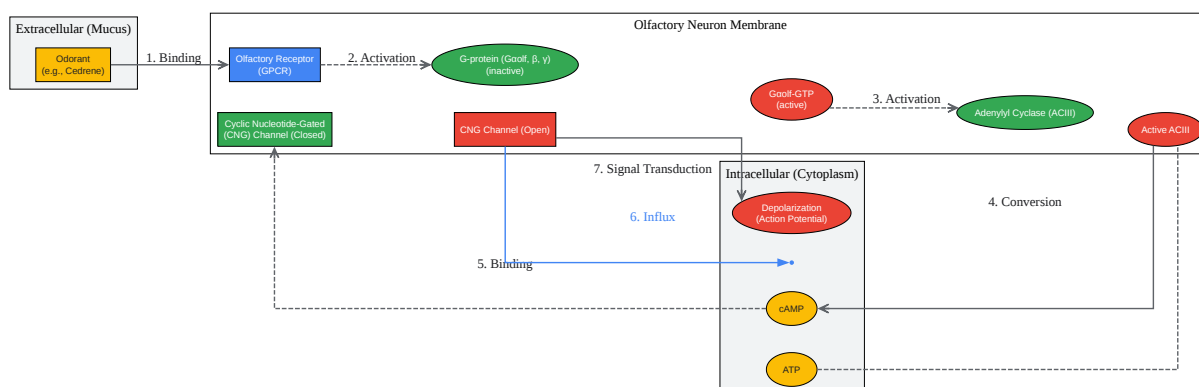 Extracellular (Mucus)
Odorant
(e.g., Cedrene)
1. Binding
Olfactory Neuron Membrane
Olfactory Receptor
(GPCR)
2. Activation
G-protein (Gαolf, β, γ)
(inactive)
Gαolf-GTP
(active)
3. Activation
Adenylyl Cyclase (ACIII)
Active ACIII
Cyclic Nucleotide-Gated
(CNG) Channel (Closed)
CNG Channel (Open)
7. Signal Transduction
Intracellular (Cytoplasm)
Depolarization
(Action Potential)
4. Conversion
6. Influx
5. Binding
cAMP
ATP